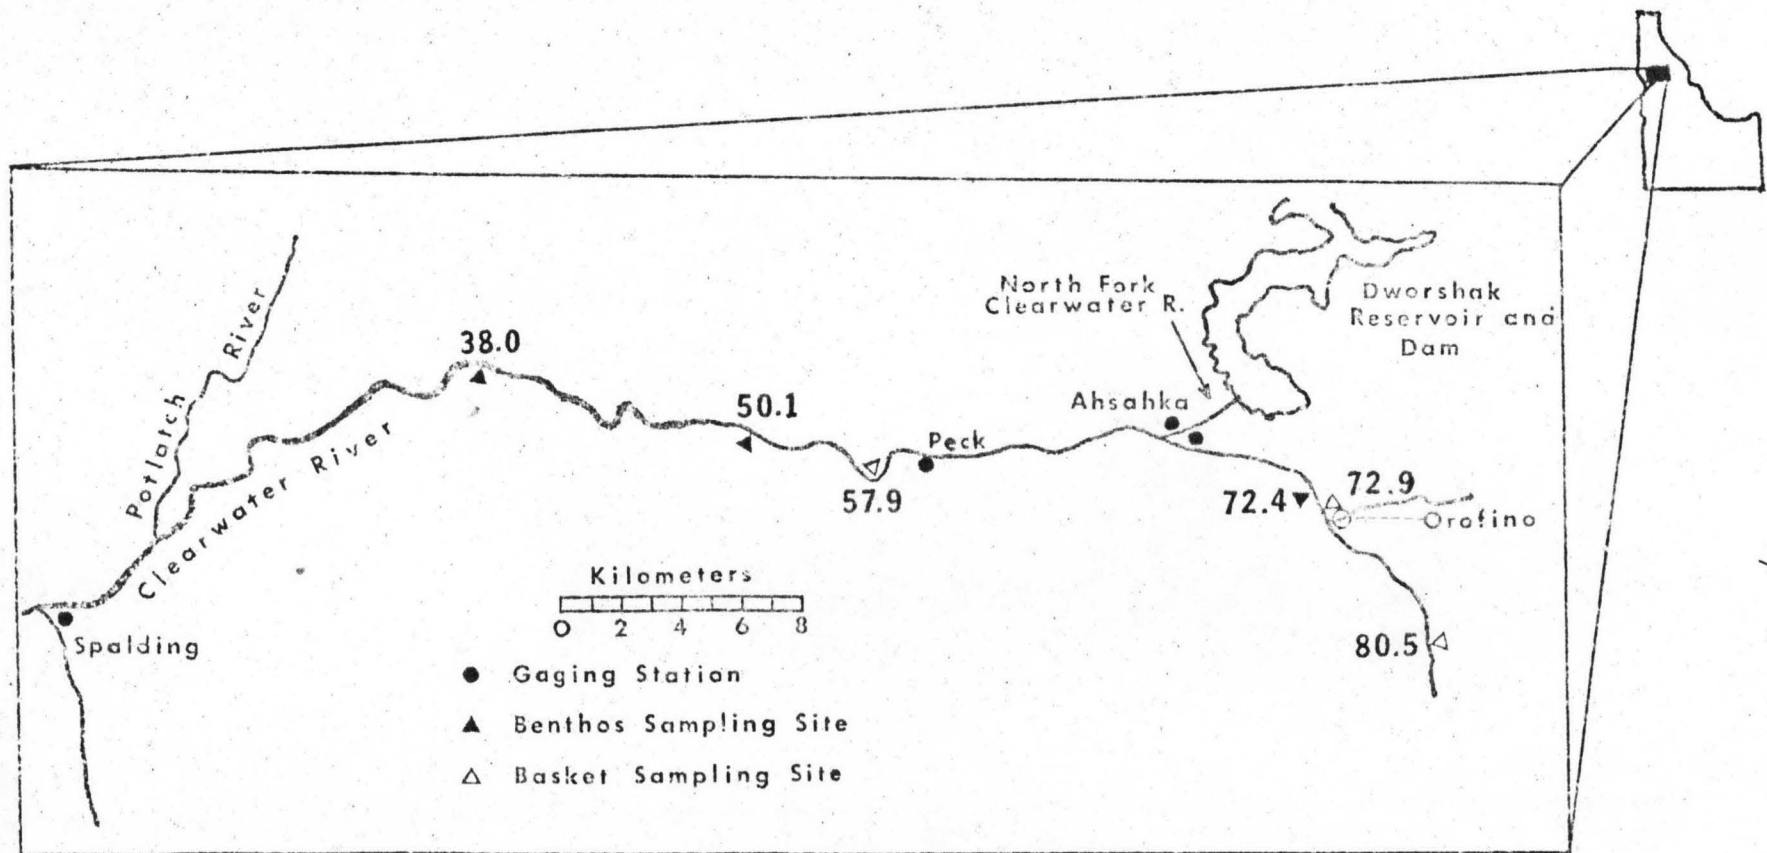 North Fork
Clearwater R.
Dworshak
Reservoir and
Dam
Potlatch River
38.0
50.1
Ahsahka
Peck
57.9
72.4
72.9
Orofino
Clearwater River
Kilometers
0 2 4 6 8
Spalding
80.5
Gaging Station
Benthos Sampling Site
Basket Sampling Site